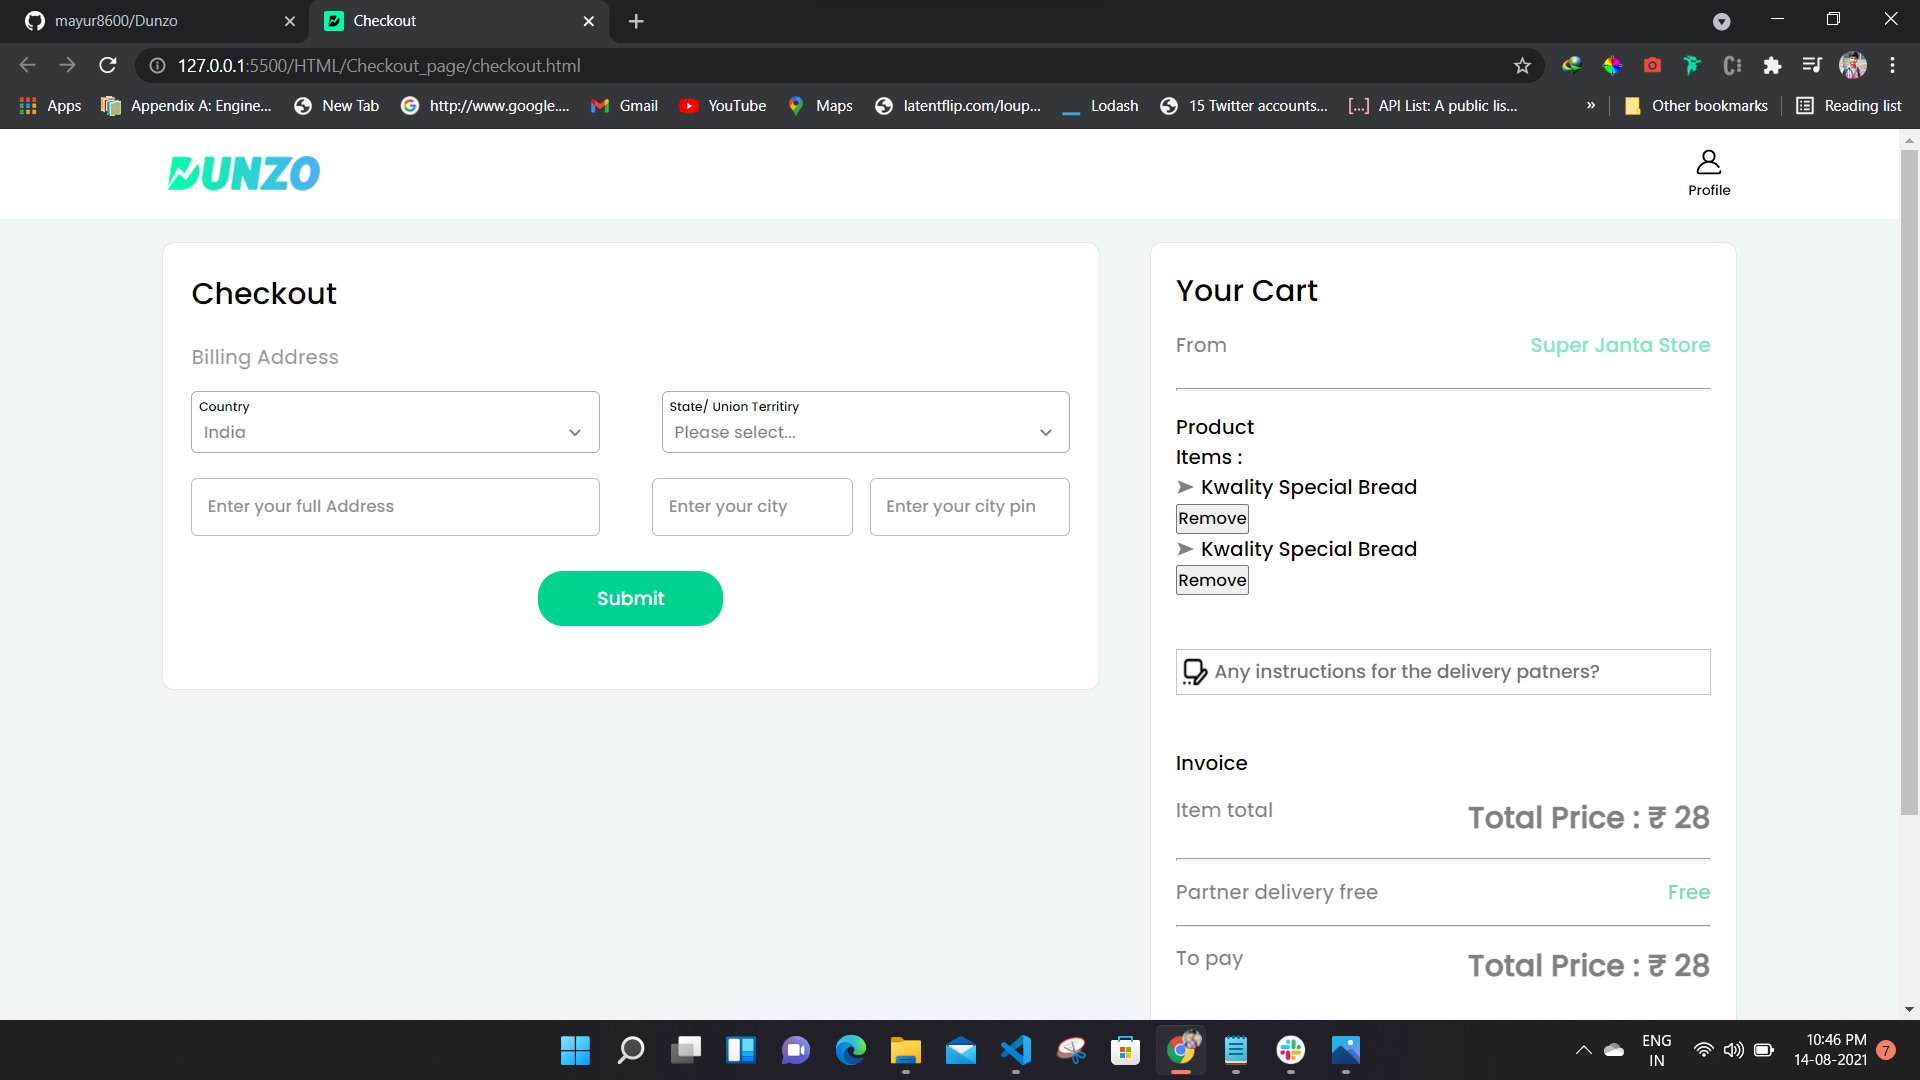 mayur8600/Dunzo
Checkout
127.0.0.1:5500/HTML/Checkout_page/checkout.html
Apps
Appendix A: Engine...
New Tab
http://www.google....
Gmail
YouTube
Maps
latentflip.com/loup...
Lodash
15 Twitter accounts...
[...] API List: A public lis...
»
Other bookmarks
Reading list
DUNZO
Profile
Checkout
Billing Address
Country
India
State/ Union Territiry
Please select...
Enter your full Address
Enter your city
Enter your city pin
Submit
Your Cart
From
Super Janta Store
Product
Items :
➤ Kwality Special Bread
Remove
➤ Kwality Special Bread
Remove
Any instructions for the delivery patners?
Invoice
Item total
Total Price : ₹ 28
Partner delivery free
Free
To pay
Total Price : ₹ 28
ENG
IN
10:46 PM
14-08-2021
7